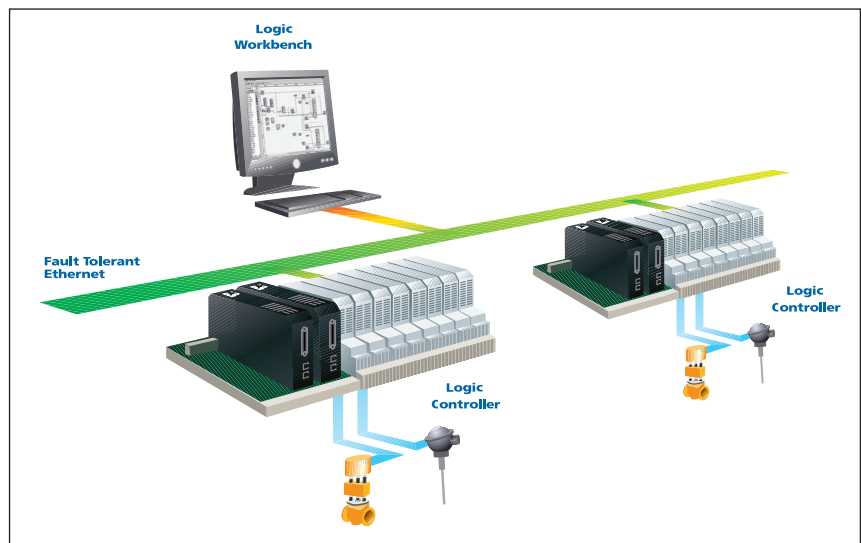 Logic
Workbench
Fault Tolerant
Ethernet
Logic
Controller
Logic
Controller